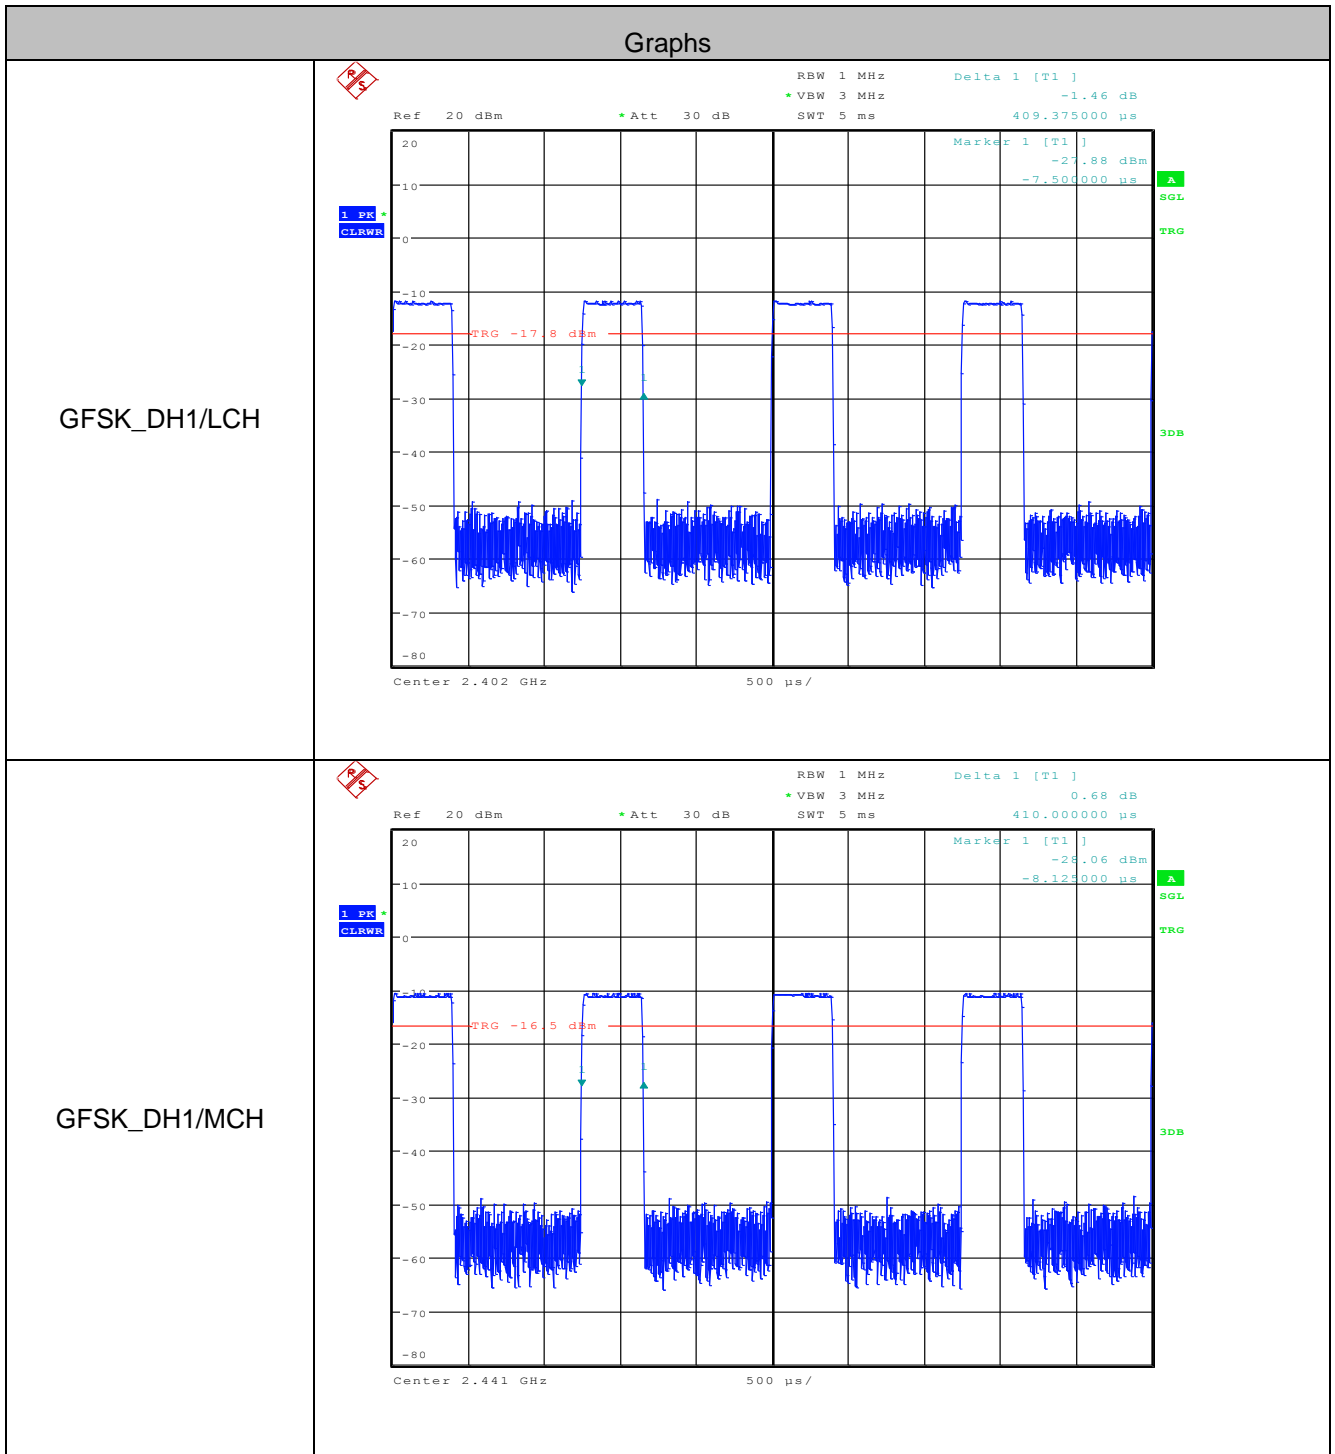 Graphs
GFSK_DH1/LCH
R S
RBW 1 MHz
Delta 1 [T1 ]
* VBW 3 MHz
-1.46 dB
Ref 20 dBm
* Att 30 dB
SWT 5 ms
409.375000 µs
20
Marker 1 [T1 ]
-27.88 dBm
10
-7.500000 µs
A
SGL
1 PK *
CLRWR
TRG
0
-10
TRG -17.8 dBm
-20
1
1
-30
3DB
-40
-50
-60
-70
-80
Center 2.402 GHz
500 µs/
GFSK_DH1/MCH
R S
RBW 1 MHz
Delta 1 [T1 ]
* VBW 3 MHz
0.68 dB
Ref 20 dBm
* Att 30 dB
SWT 5 ms
410.000000 µs
20
Marker 1 [T1 ]
-28.06 dBm
10
-8.125000 µs
A
SGL
1 PK *
CLRWR
TRG
0
-10
TRG -16.5 dBm
-20
1
1
-30
3DB
-40
-50
-60
-70
-80
Center 2.441 GHz
500 µs/